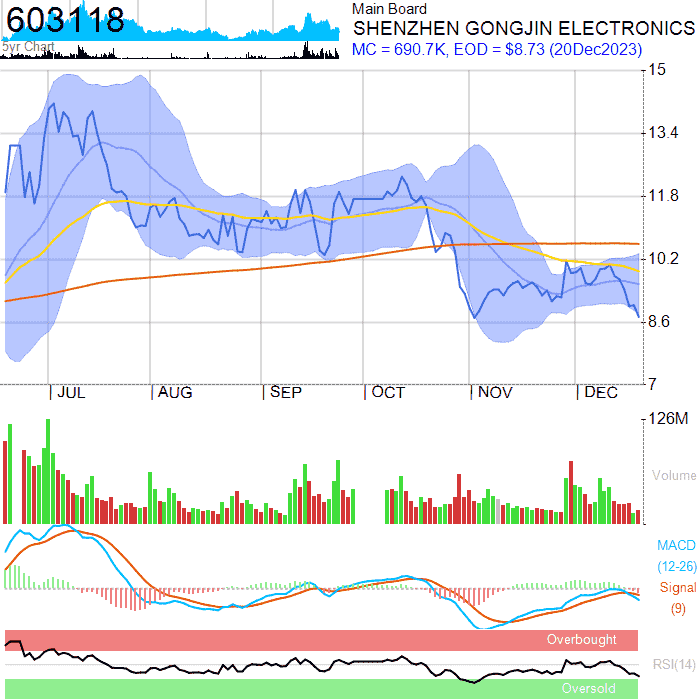 603118
Main Board
SHENZHEN GONGJIN ELECTRONICS
5yr Chart
MC = 690.7K, EOD = $8.73 (20Dec2023)
15
13.4
11.8
10.2
8.6
7
JUL
AUG
SEP
OCT
NOV
DEC
126M
Volume
MACD
(12-26)
Signal
(9)
Overbought
RSI(14)
Oversold